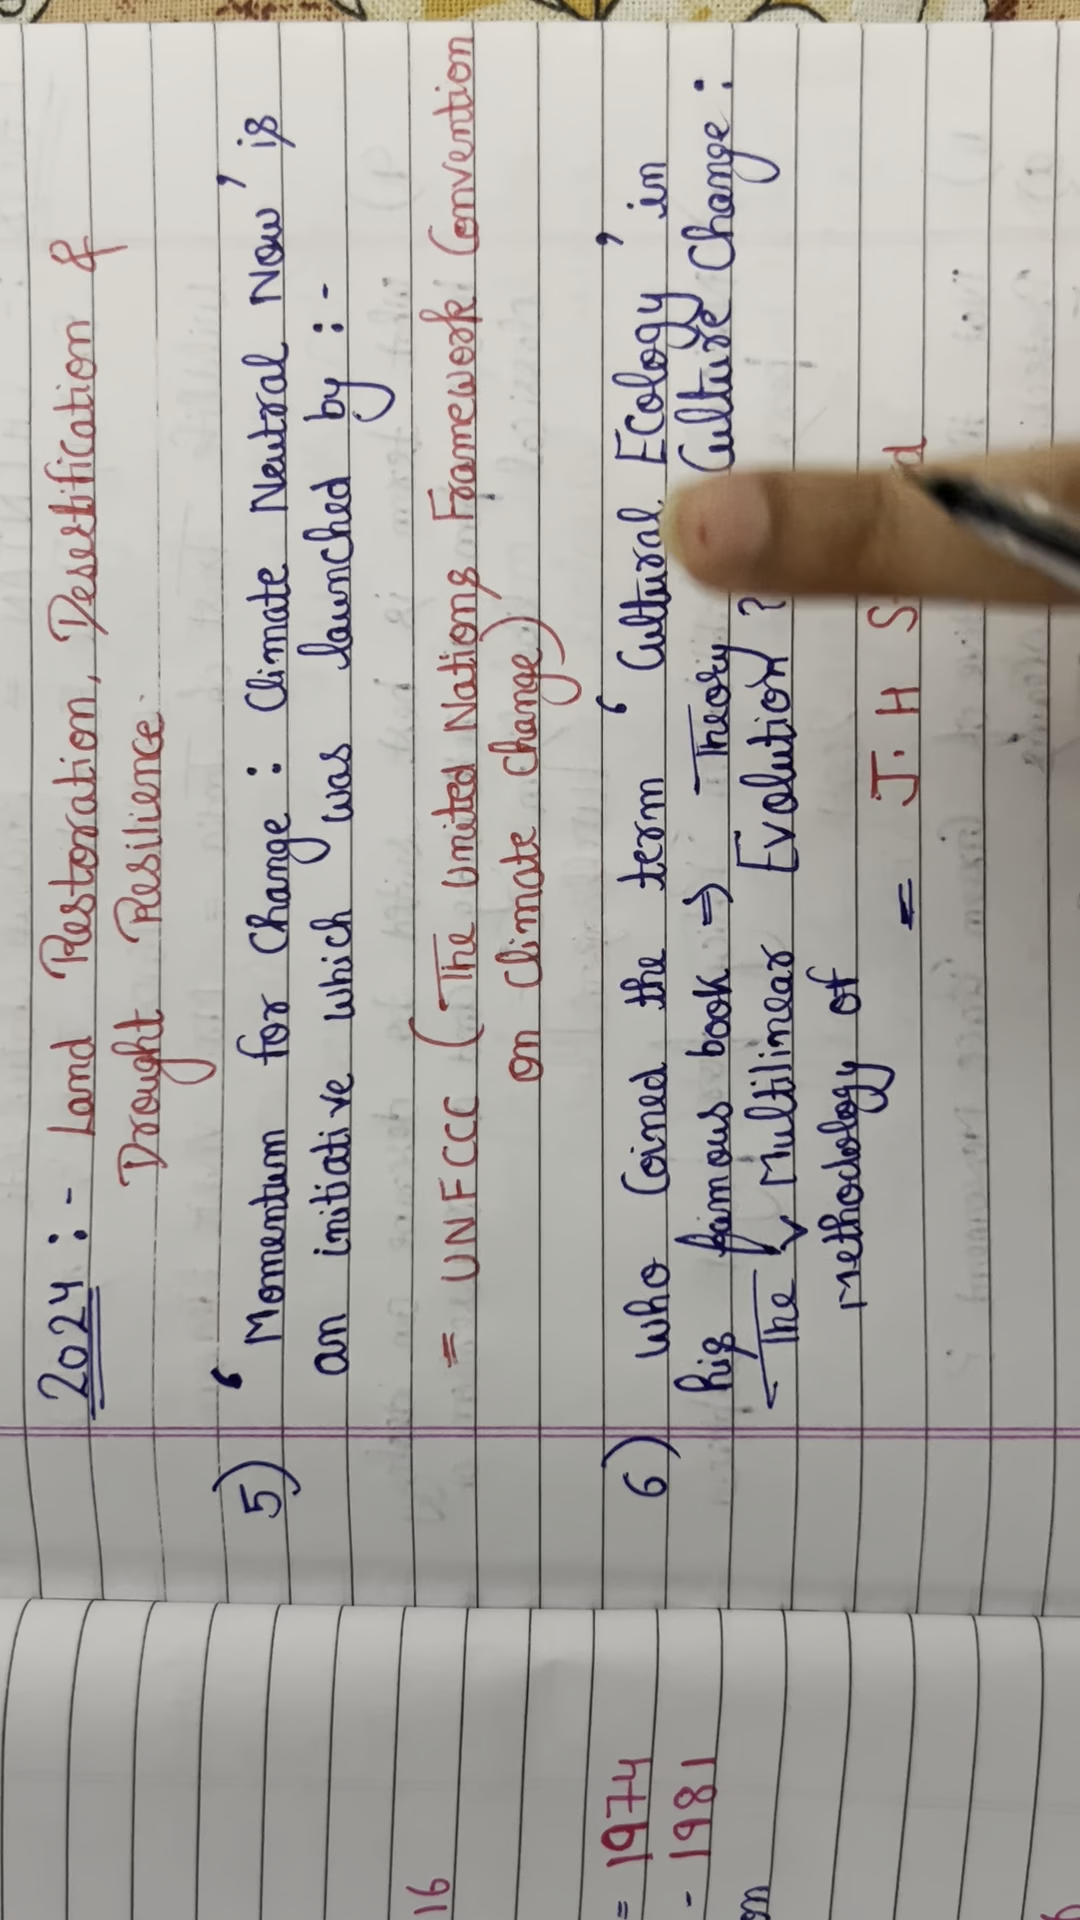 2024 :- Land Restoration, Desertification &
Drought Resilience.
5) ‘Momentum for Change : Climate Neutral Now’ is
an initiative which was launched by :-
= UNFCCC (The United Nations Framework Convention
on climate change)
6) Who Coined the term ‘Cultural Ecology’ in
his famous book ⇒ Theory Culture Change :
The Multilinear Evolution ?
methodology of
= J. H S
16
= 1974
- 1981